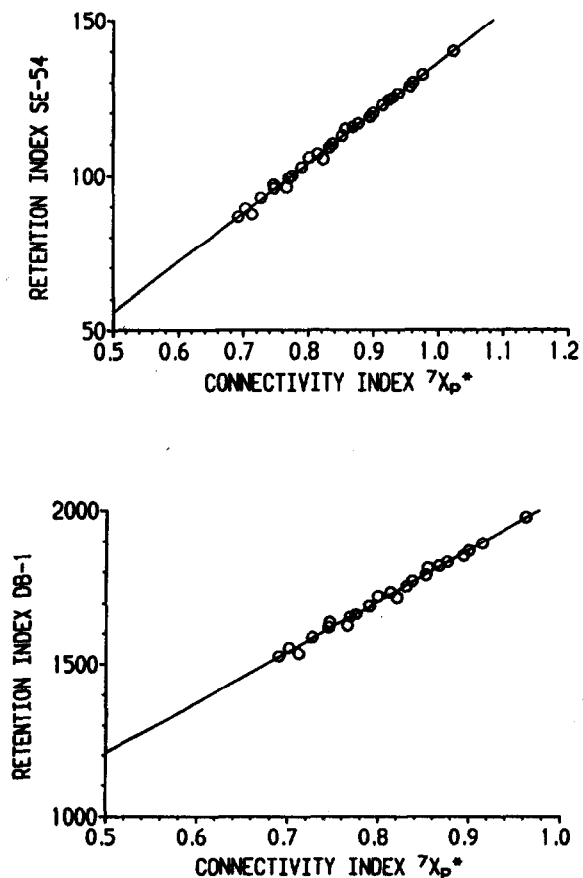 150
RETENTION INDEX SE-54
100
50
0.5 0.6 0.7 0.8 0.9 1.0 1.1 1.2
CONNECTIVITY INDEX ⁷Xₚ*
2000
RETENTION INDEX DB-1
1500
1000
0.5 0.6 0.7 0.8 0.9 1.0
CONNECTIVITY INDEX ⁷Xₚ*